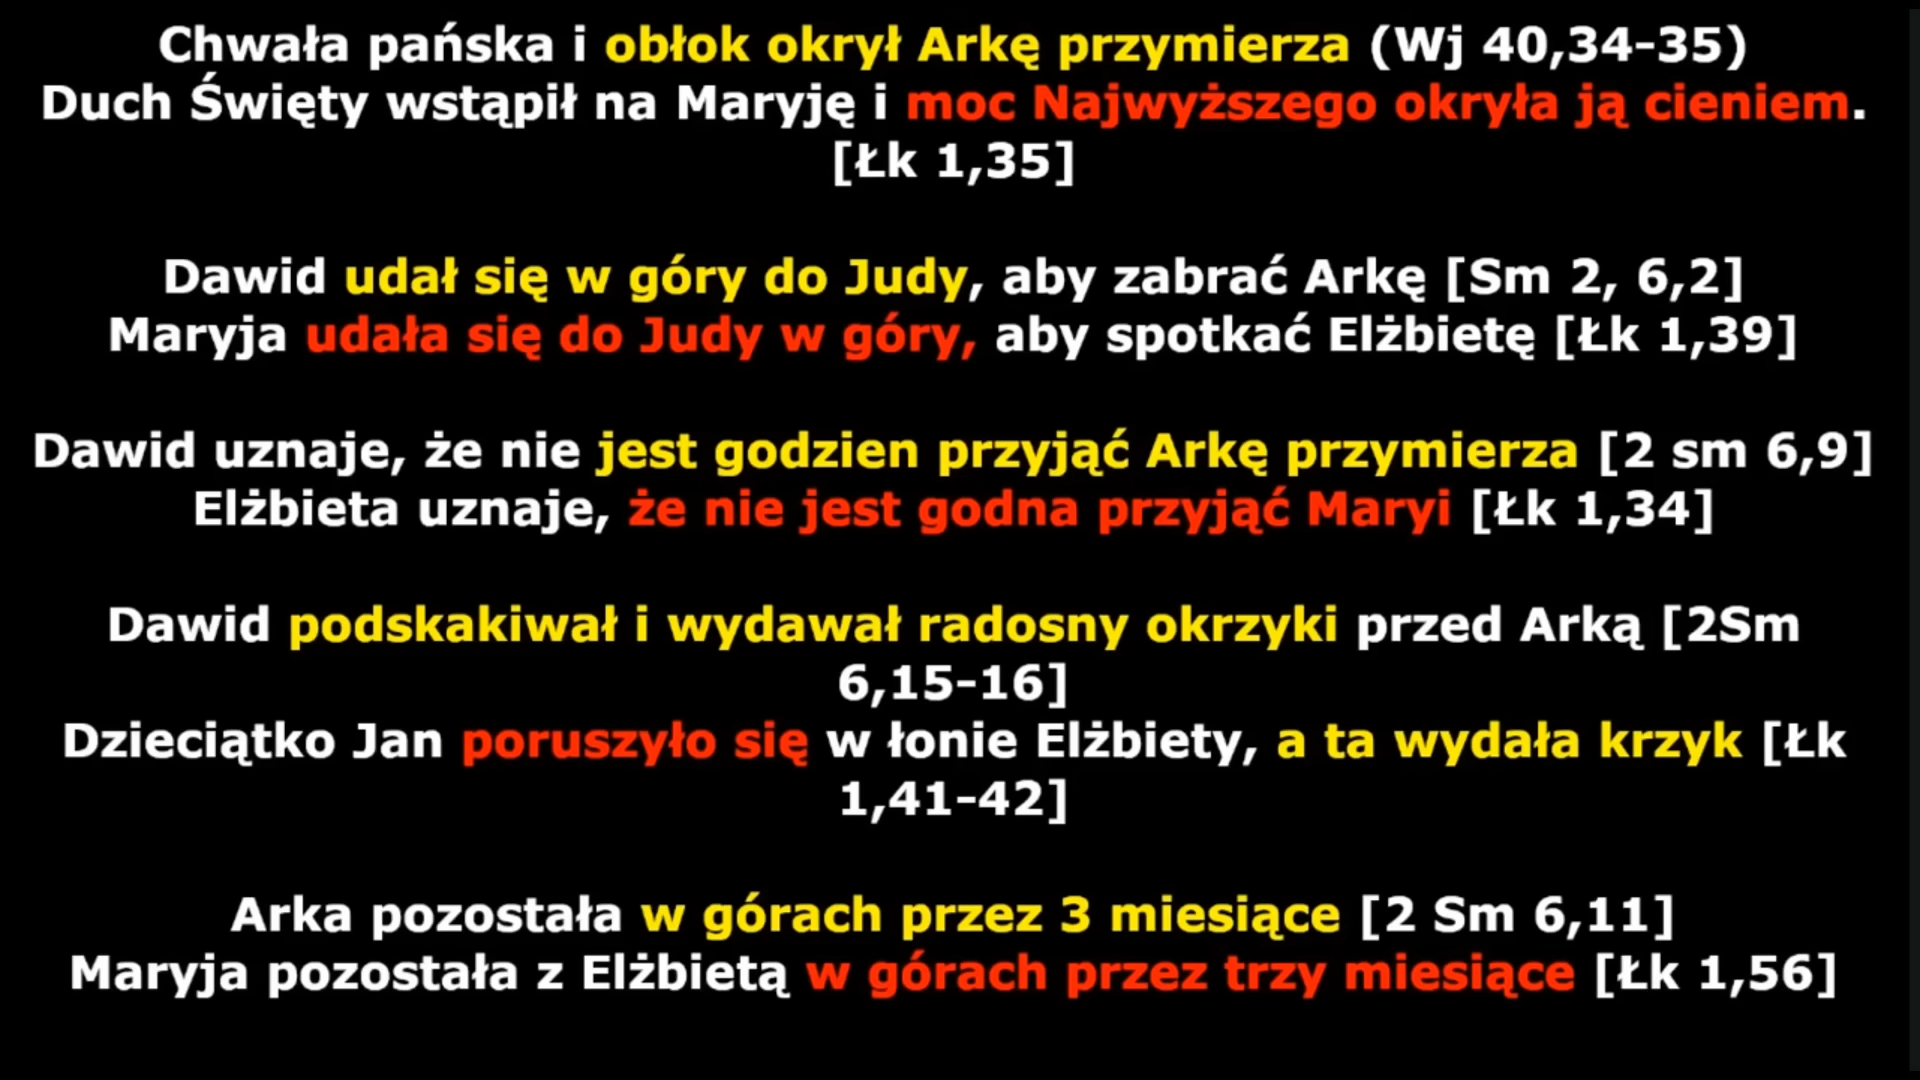 Chwała pańska i obłok okrył Arkę przymierza (Wj 40,34-35)
Duch Święty wstąpił na Maryję i moc Najwyższego okryła ją cieniem.
[Łk 1,35]
Dawid udał się w góry do Judy, aby zabrać Arkę [Sm 2, 6,2]
Maryja udała się do Judy w góry, aby spotkać Elżbietę [Łk 1,39]
Dawid uznaje, że nie jest godzien przyjąć Arkę przymierza [2 sm 6,9]
Elżbieta uznaje, że nie jest godna przyjąć Maryi [Łk 1,34]
Dawid podskakiwał i wydawał radosny okrzyki przed Arką [2Sm
6,15-16]
Dzieciątko Jan poruszyło się w łonie Elżbiety, a ta wydała krzyk [Łk
1,41-42]
Arka pozostała w górach przez 3 miesiące [2 Sm 6,11]
Maryja pozostała z Elżbietą w górach przez trzy miesiące [Łk 1,56]